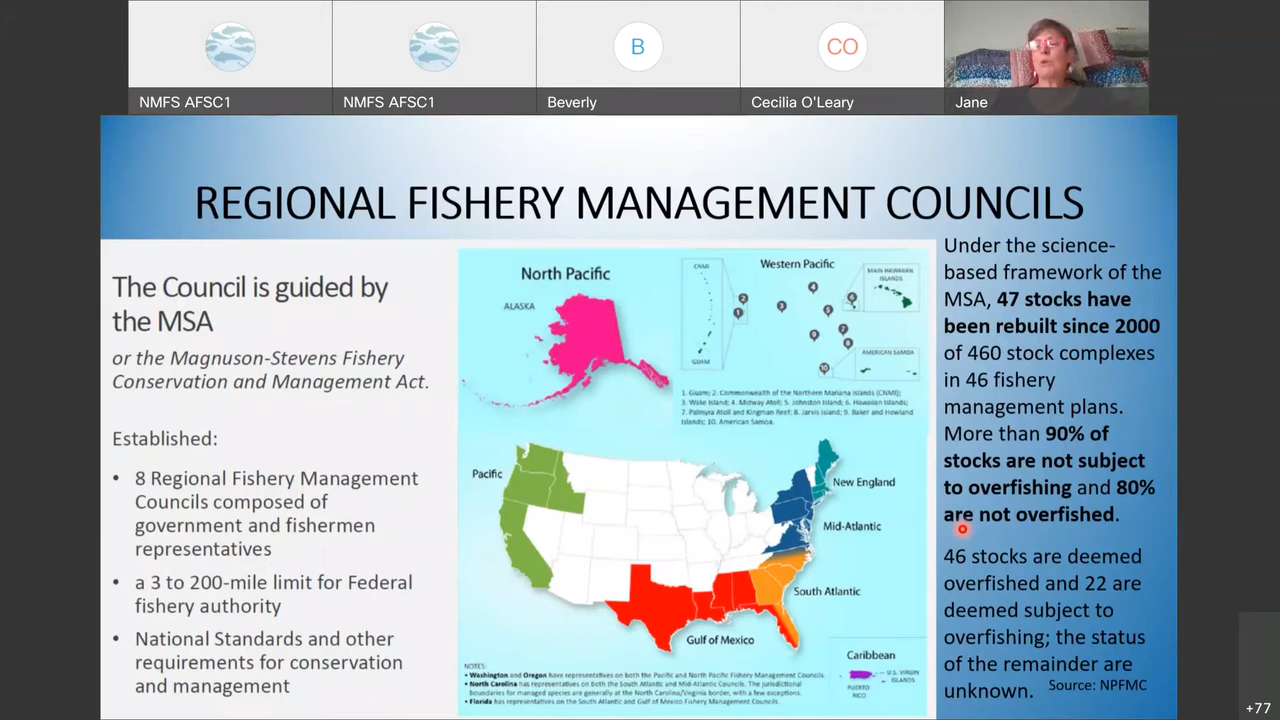 B
CO
NMFS AFSC1
NMFS AFSC1
Beverly
Cecilia O'Leary
Jane
REGIONAL FISHERY MANAGEMENT COUNCILS
The Council is guided by
the MSA
or the Magnuson-Stevens Fishery
Conservation and Management Act.
Established:
• 8 Regional Fishery Management
Councils composed of
government and fishermen
representatives
• a 3 to 200-mile limit for Federal
fishery authority
• National Standards and other
requirements for conservation
and management
North Pacific
ALASKA
Western Pacific
CNMI
GUAM
MAIN HAWAIIAN
ISLANDS
AMERICAN SAMOA
1
2
3
4
5
6
7
8
9
10
1. Guam; 2. Commonwealth of the Northern Mariana Islands (CNMI);
3. Wake Island; 4. Midway Atoll; 5. Johnston Island; 6. Hawaiian Islands;
7. Palmyra Atoll and Kingman Reef; 8. Jarvis Island; 9. Baker and Howland
Islands; 10. American Samoa.
Pacific
New England
Mid-Atlantic
South Atlantic
Gulf of Mexico
Caribbean
U.S. VIRGIN
ISLANDS
PUERTO
RICO
NOTES:
• Washington and Oregon have representatives on both the Pacific and North Pacific Fishery Management Councils.
• North Carolina has representatives on both the South Atlantic and Mid-Atlantic Councils. The jurisdictional
boundaries for managed species are generally at the North Carolina/Virginia border, with a few exceptions.
• Florida has representatives on the South Atlantic and Gulf of Mexico Fishery Management Councils.
Under the science-
based framework of the
MSA, 47 stocks have
been rebuilt since 2000
of 460 stock complexes
in 46 fishery
management plans.
More than 90% of
stocks are not subject
to overfishing and 80%
are not overfished.
46 stocks are deemed
overfished and 22 are
deemed subject to
overfishing; the status
of the remainder are
unknown.
Source: NPFMC
+77